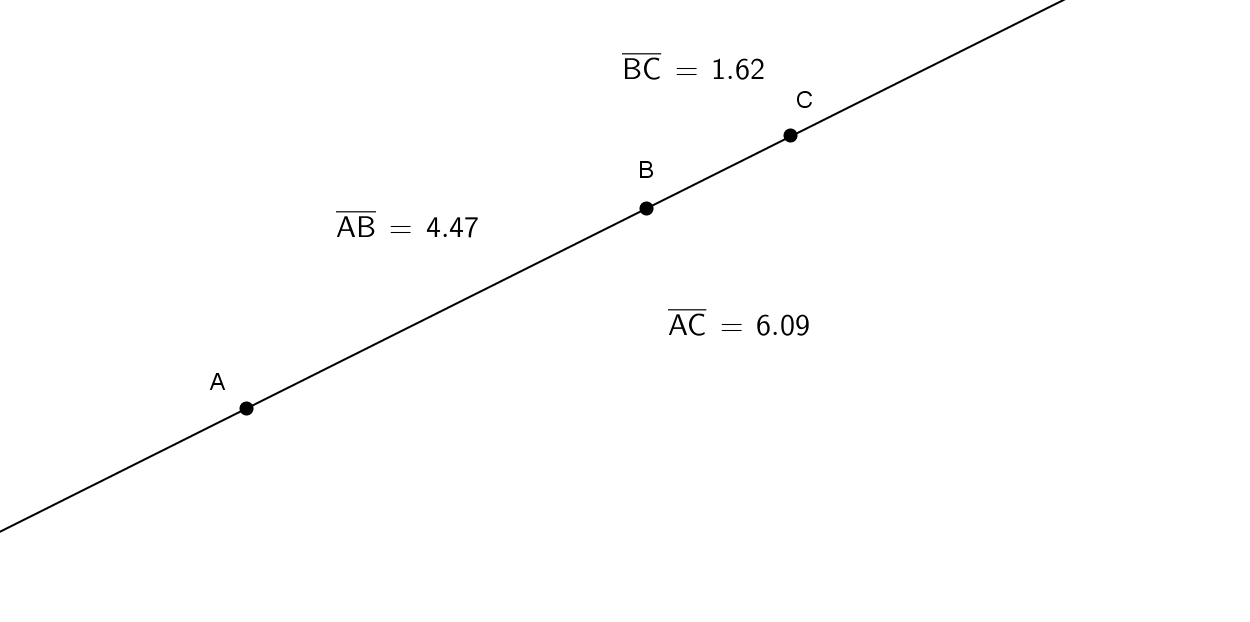 BC = 1.62
C
B
AB = 4.47
AC = 6.09
A